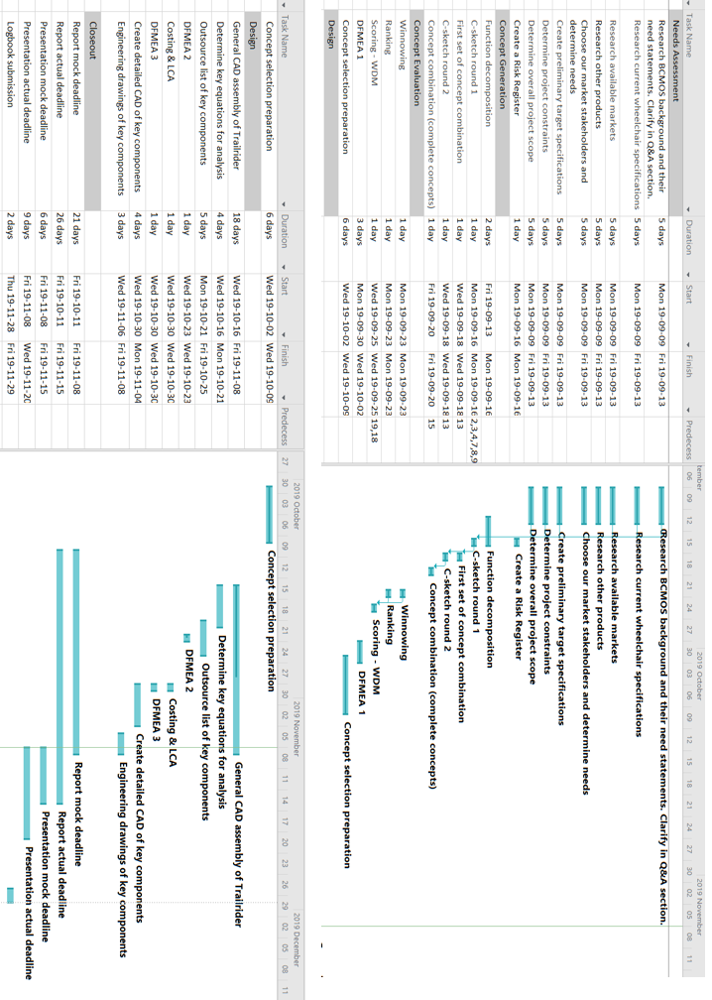 Task Name Duration Start Finish Predecess tember 2019 October 2019 November
06 09 12 15 18 21 24 27 30 03 06 09 12 15 18 21 24 27 30 02 05 08 11
Needs Assessment
Research BCMOS background and their 5 days Mon 19-09-09 Fri 19-09-13 Research BCMOS background and their need statements. Clarify in Q&A section.
need statements. Clarify in Q&A section.
Research current wheelchair specifications 5 days Mon 19-09-09 Fri 19-09-13 Research current wheelchair specifications
Research available markets 5 days Mon 19-09-09 Fri 19-09-13 Research available markets
Research other products 5 days Mon 19-09-09 Fri 19-09-13 Research other products
Choose our market stakeholders and 5 days Mon 19-09-09 Fri 19-09-13 Choose our market stakeholders and determine needs
determine needs
Create preliminary target specifications 5 days Mon 19-09-09 Fri 19-09-13 Create preliminary target specifications
Determine project constraints 5 days Mon 19-09-09 Fri 19-09-13 Determine project constraints
Determine overall project scope 5 days Mon 19-09-09 Fri 19-09-13 Determine overall project scope
Create a Risk Register 1 day Mon 19-09-16 Mon 19-09-16 Create a Risk Register
Concept Generation
Function decomposition 2 days Fri 19-09-13 Mon 19-09-16 Function decomposition
C-sketch round 1 1 day Mon 19-09-16 Mon 19-09-16 2,3,4,7,8,9 C-sketch round 1
First set of concept combination 1 day Wed 19-09-18 Wed 19-09-18 13 First set of concept combination
C-sketch round 2 1 day Wed 19-09-18 Wed 19-09-18 13 C-sketch round 2
Concept combination (complete concepts) 1 day Fri 19-09-20 Fri 19-09-20 15 Concept combination (complete concepts)
Concept Evaluation
Winnowing 1 day Mon 19-09-23 Mon 19-09-23 Winnowing
Ranking 1 day Mon 19-09-23 Mon 19-09-23 Ranking
Scoring - WDM 1 day Wed 19-09-25 Wed 19-09-25 19,18 Scoring - WDM
DFMEA 1 3 days Mon 19-09-30 Wed 19-10-02 DFMEA 1
Concept selection preparation 6 days Wed 19-10-02 Wed 19-10-09 Concept selection preparation
Design
Task Name Duration Start Finish Predecess 2019 October 2019 November 2019 December
27 30 03 06 09 12 15 18 21 24 27 30 02 05 08 11 14 17 20 23 26 29 02 05 08 11
Concept selection preparation 6 days Wed 19-10-02 Wed 19-10-09 Concept selection preparation
Design
General CAD assembly of Trailrider 18 days Wed 19-10-16 Fri 19-11-08 General CAD assembly of Trailrider
Determine key equations for analysis 4 days Wed 19-10-16 Mon 19-10-21 Determine key equations for analysis
Outsource list of key components 5 days Mon 19-10-21 Fri 19-10-25 Outsource list of key components
DFMEA 2 1 day Wed 19-10-23 Wed 19-10-23 DFMEA 2
Costing & LCA 1 day Wed 19-10-30 Wed 19-10-30 Costing & LCA
DFMEA 3 1 day Wed 19-10-30 Wed 19-10-30 DFMEA 3
Create detailed CAD of key components 4 days Wed 19-10-30 Mon 19-11-04 Create detailed CAD of key components
Engineering drawings of key components 3 days Wed 19-11-06 Fri 19-11-08 Engineering drawings of key components
Closeout
Report mock deadline 21 days Fri 19-10-11 Fri 19-11-08 Report mock deadline
Report actual deadline 26 days Fri 19-10-11 Fri 19-11-15 Report actual deadline
Presentation mock deadline 6 days Fri 19-11-08 Fri 19-11-15 Presentation mock deadline
Presentation actual deadline 9 days Fri 19-11-08 Wed 19-11-20 Presentation actual deadline
Logbook submission 2 days Thu 19-11-28 Fri 19-11-29